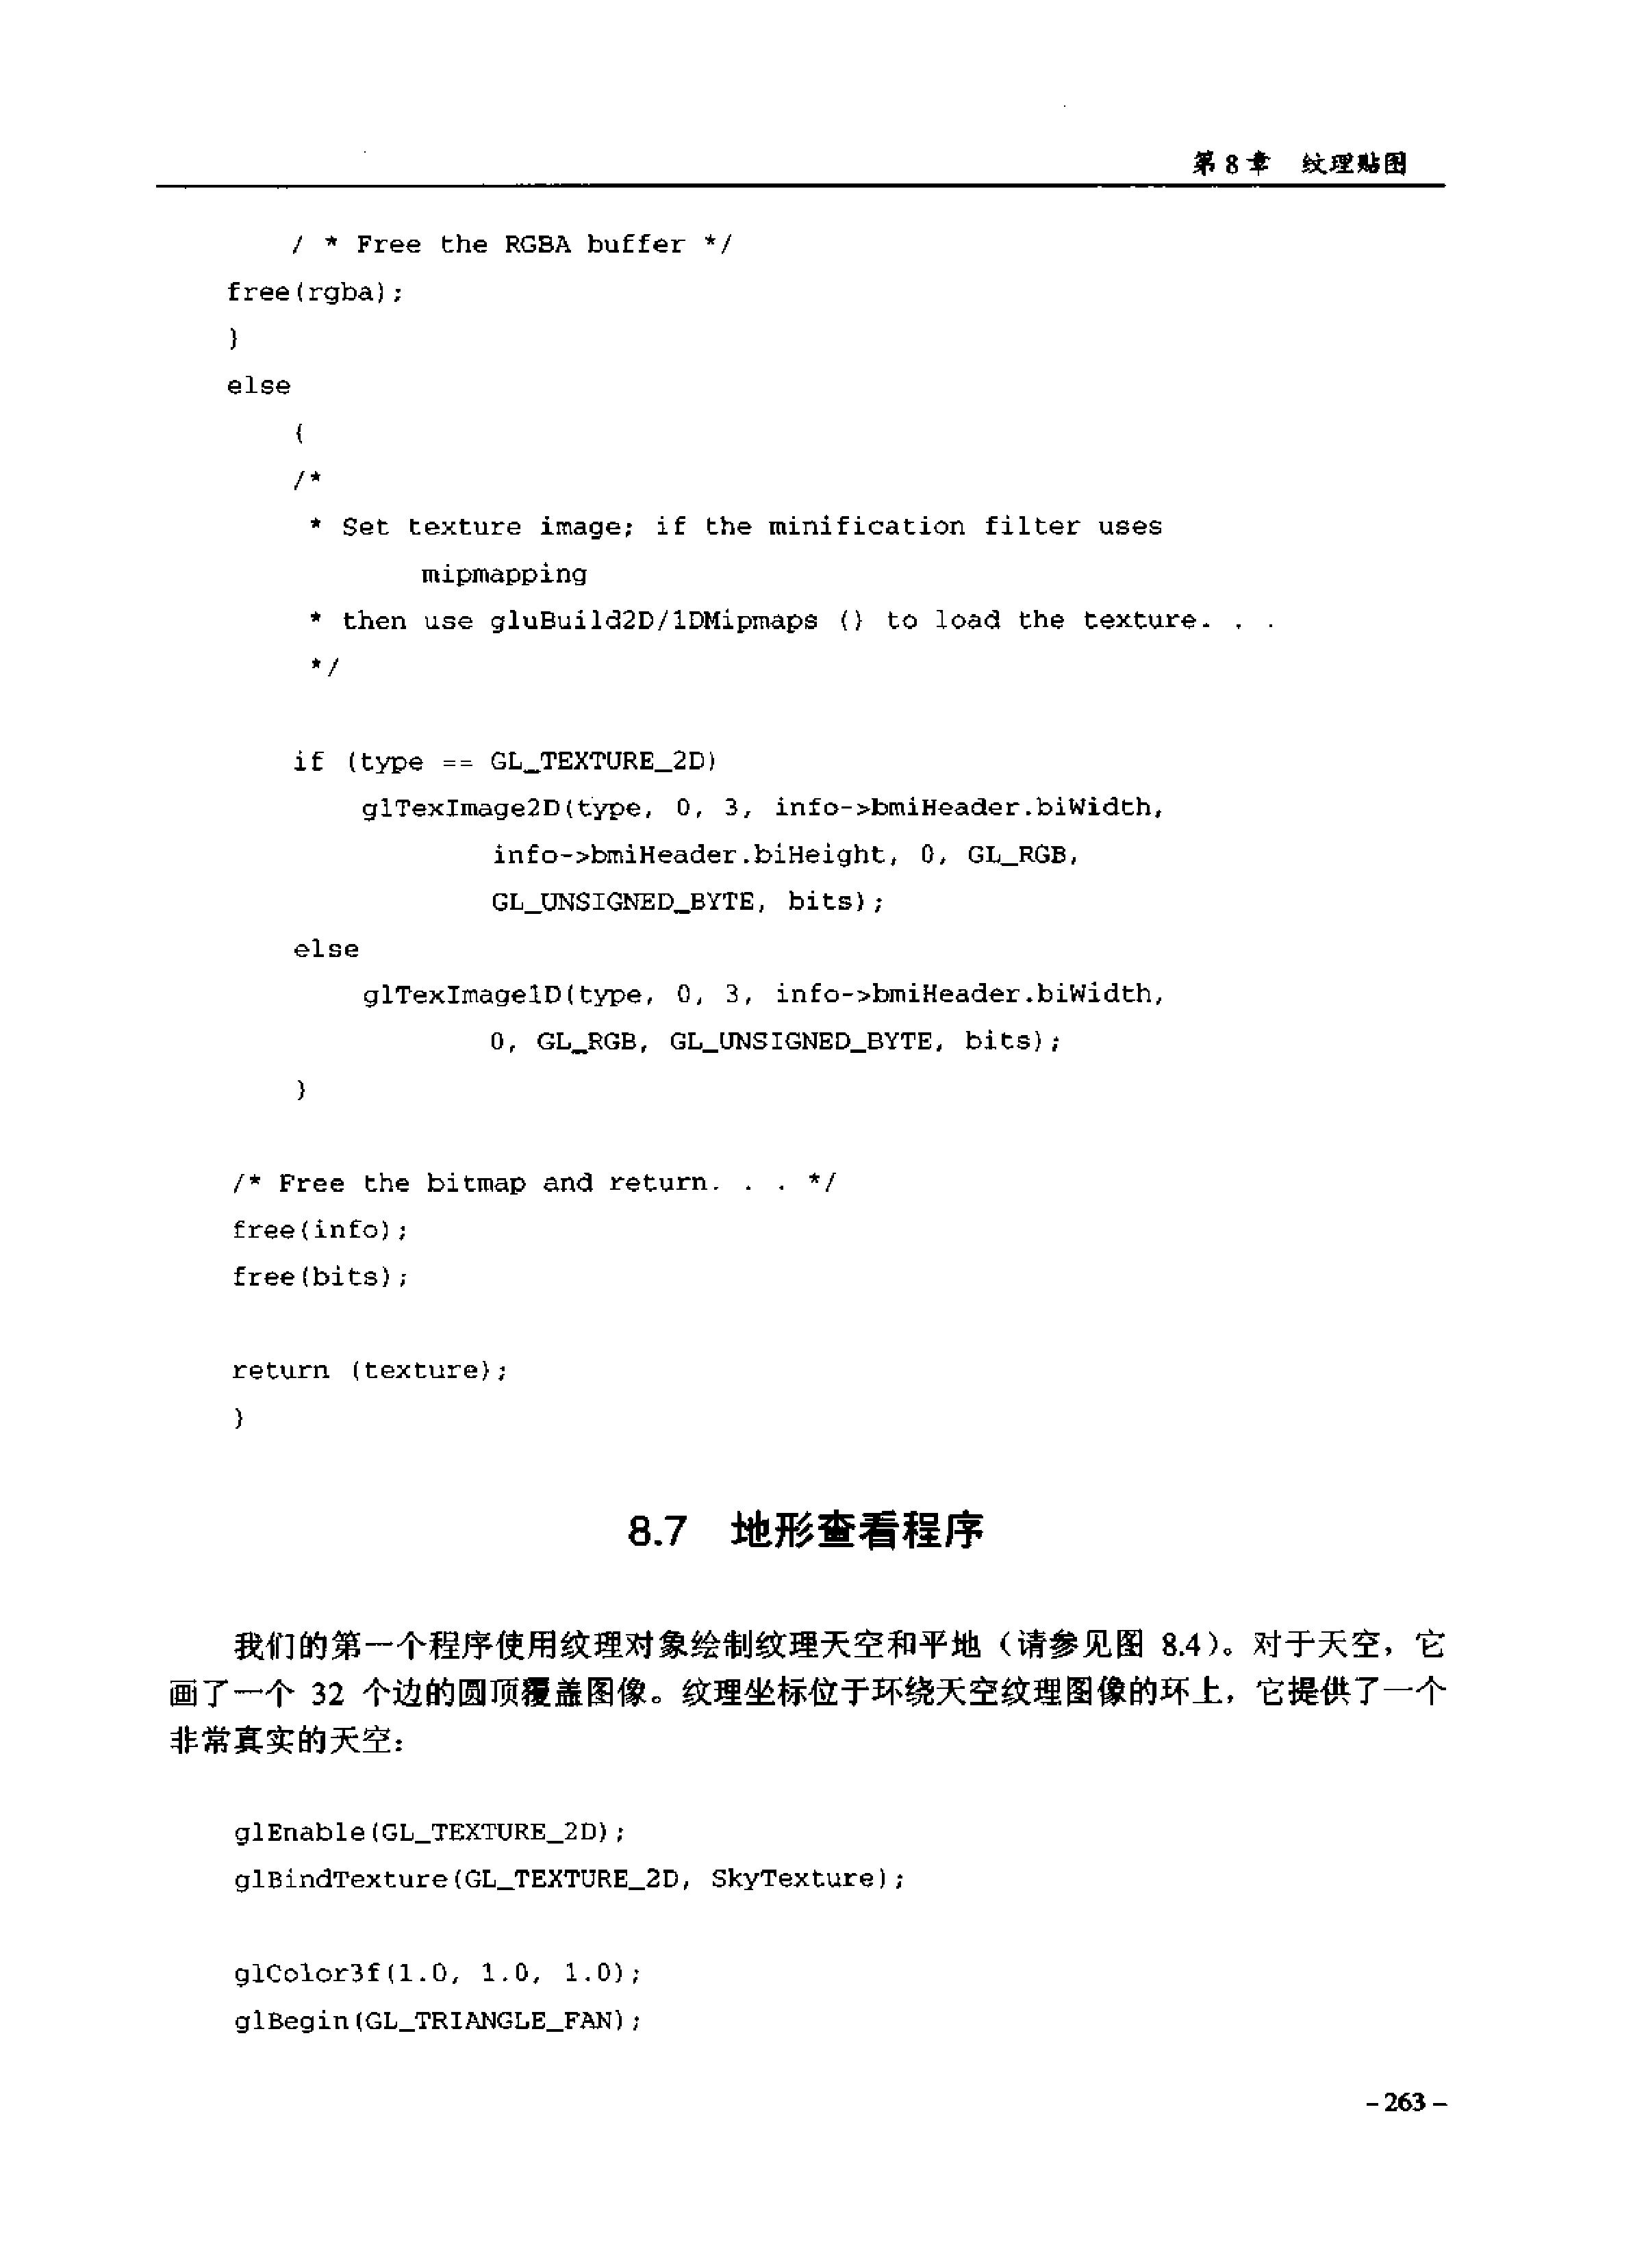 第 8 章 纹理贴图
/ * Free the RGBA buffer */
free(rgba);
}
else
{
/*
* Set texture image; if the minification filter uses
mipmapping
* then use gluBuild2D/1DMipmaps () to load the texture. . .
*/
if (type == GL_TEXTURE_2D)
glTexImage2D(type, 0, 3, info->bmiHeader.biWidth,
info->bmiHeader.biHeight, 0, GL_RGB,
GL_UNSIGNED_BYTE, bits);
else
glTexImage1D(type, 0, 3, info->bmiHeader.biWidth,
0, GL_RGB, GL_UNSIGNED_BYTE, bits);
}
/* Free the bitmap and return. . . */
free(info);
free(bits);
return (texture);
}
8.7 地形查看程序
我们的第一个程序使用纹理对象绘制纹理天空和平地（请参见图 8.4）。对于天空，它
画了一个 32 个边的圆顶覆盖图像。纹理坐标位于环绕天空纹理图像的环上，它提供了一个
非常真实的天空：
glEnable(GL_TEXTURE_2D);
glBindTexture(GL_TEXTURE_2D, SkyTexture);
glColor3f(1.0, 1.0, 1.0);
glBegin(GL_TRIANGLE_FAN);
- 263 -